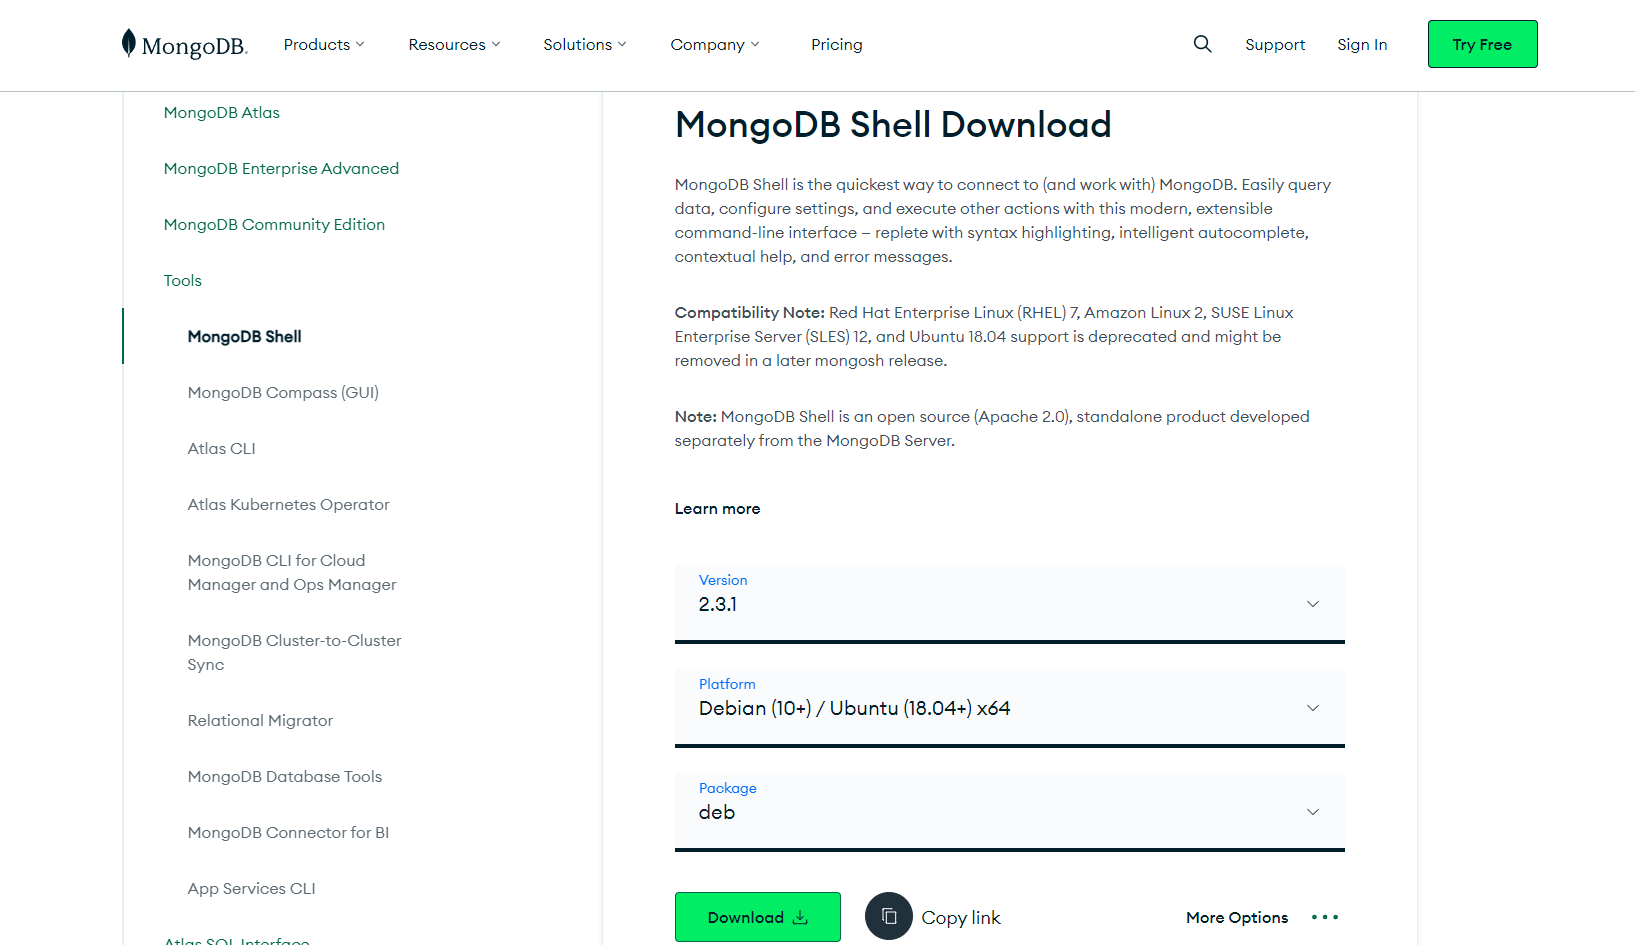 MongoDB.
Products
Resources
Solutions
Company
Pricing
Support
Sign In
Try Free
MongoDB Atlas
MongoDB Enterprise Advanced
MongoDB Community Edition
Tools
MongoDB Shell
MongoDB Compass (GUI)
Atlas CLI
Atlas Kubernetes Operator
MongoDB CLI for Cloud
Manager and Ops Manager
MongoDB Cluster-to-Cluster
Sync
Relational Migrator
MongoDB Database Tools
MongoDB Connector for BI
App Services CLI
Atlas SQL Interface
MongoDB Shell Download
MongoDB Shell is the quickest way to connect to (and work with) MongoDB. Easily query
data, configure settings, and execute other actions with this modern, extensible
command-line interface — replete with syntax highlighting, intelligent autocomplete,
contextual help, and error messages.
Compatibility Note: Red Hat Enterprise Linux (RHEL) 7, Amazon Linux 2, SUSE Linux
Enterprise Server (SLES) 12, and Ubuntu 18.04 support is deprecated and might be
removed in a later mongosh release.
Note: MongoDB Shell is an open source (Apache 2.0), standalone product developed
separately from the MongoDB Server.
Learn more
Version
2.3.1
Platform
Debian (10+) / Ubuntu (18.04+) x64
Package
deb
Download
Copy link
More Options